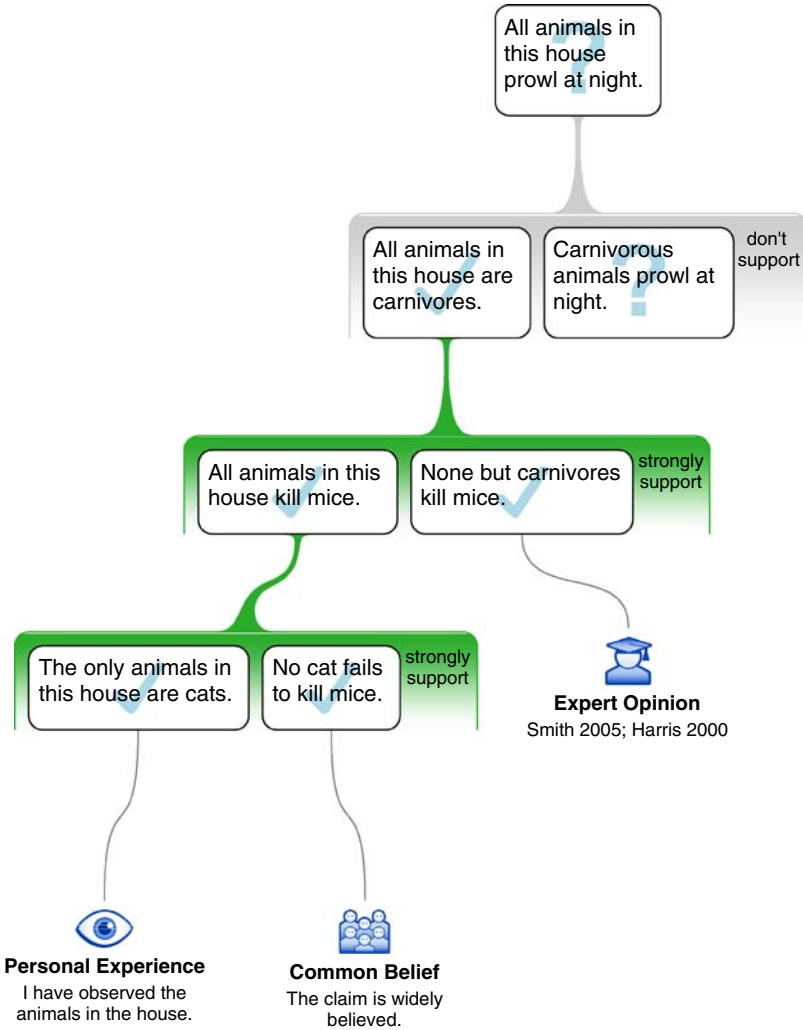 All animals in
this house
prowl at night.
All animals in
this house are
carnivores.
Carnivorous
animals prowl at
night.
don't
support
All animals in this
house kill mice.
None but carnivores
kill mice.
strongly
support
The only animals in
this house are cats.
No cat fails
to kill mice.
strongly
support
Expert Opinion
Smith 2005; Harris 2000
Personal Experience
I have observed the
animals in the house.
Common Belief
The claim is widely
believed.